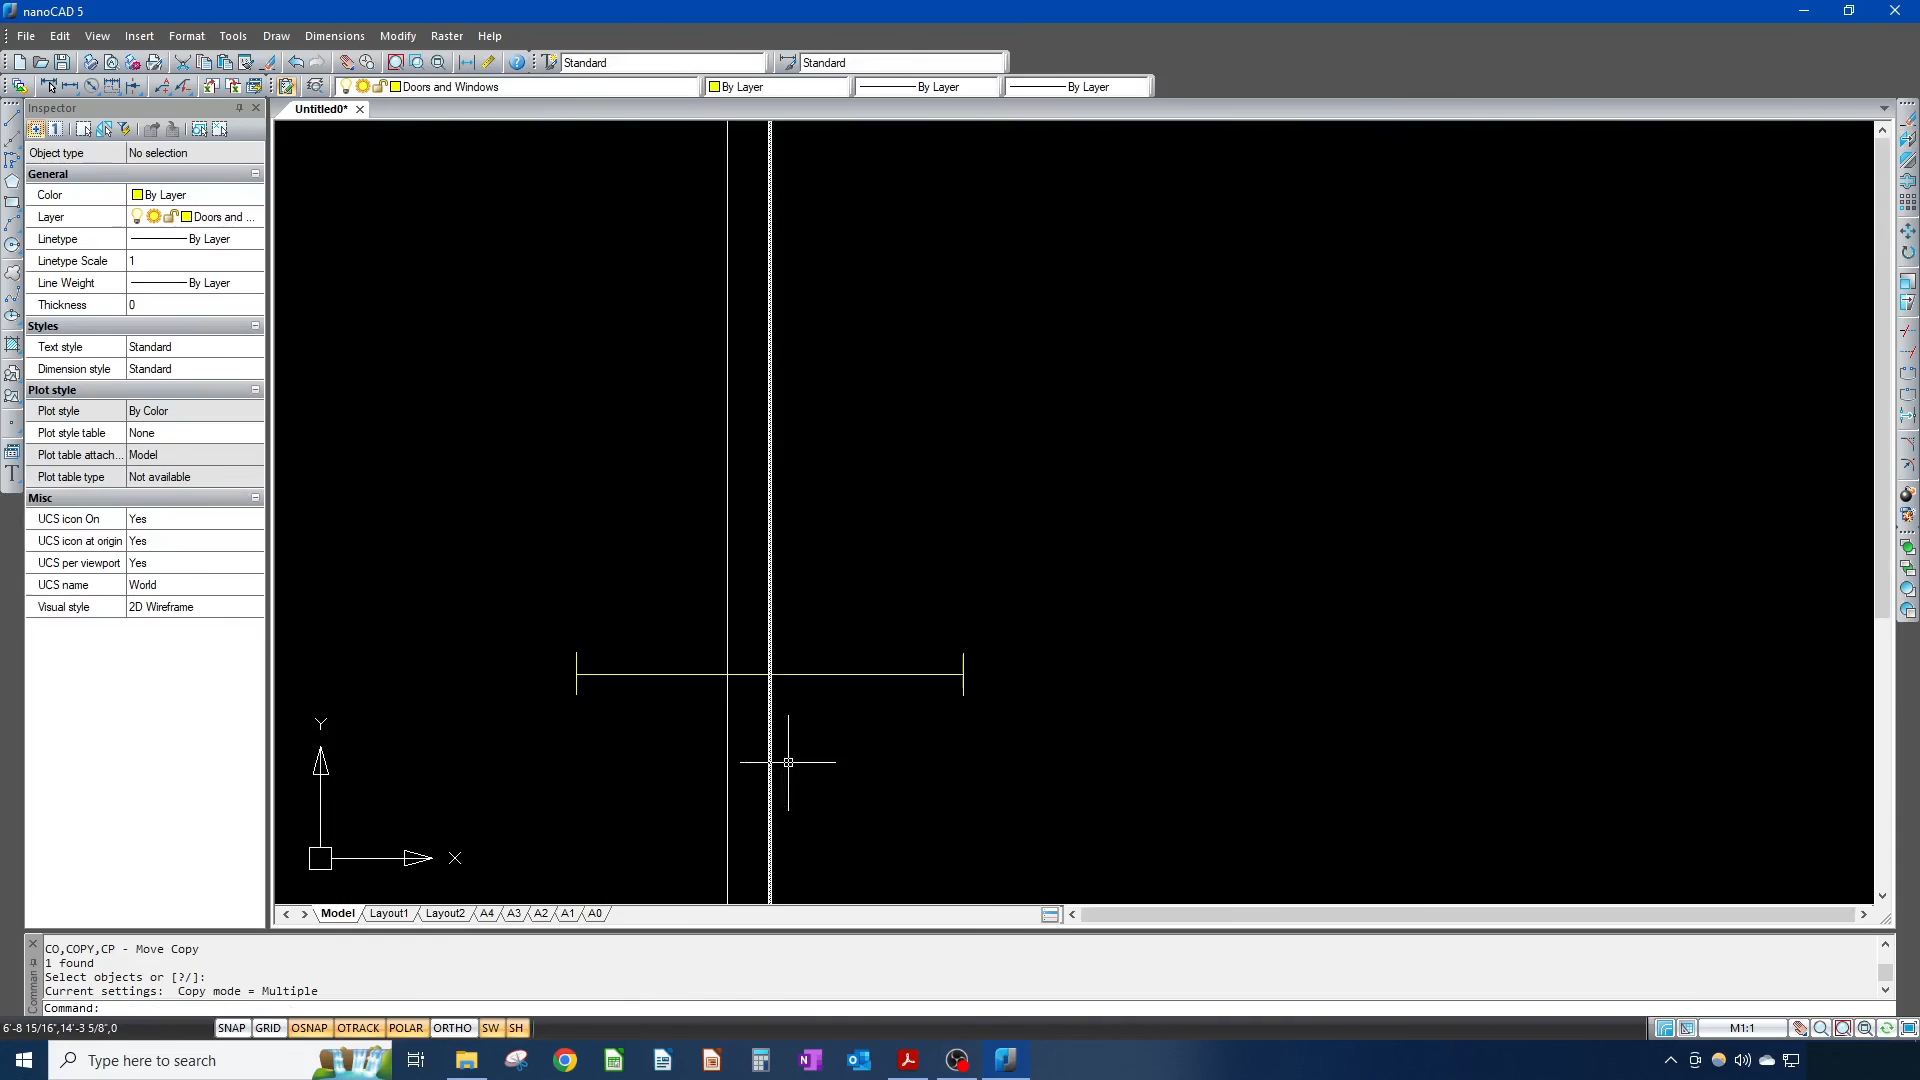 nanoCAD 5
File Edit View Insert Format Tools Draw Dimensions Modify Raster Help
Standard Standard
Doors and Windows By Layer By Layer By Layer
Inspector
Untitled0*
Object type No selection
General
Color By Layer
Layer Doors and ...
Linetype By Layer
Linetype Scale 1
Line Weight By Layer
Thickness 0
Styles
Text style Standard
Dimension style Standard
Plot style
Plot style By Color
Plot style table None
Plot table attach... Model
Plot table type Not available
Misc
UCS icon On Yes
UCS icon at origin Yes
UCS per viewport Yes
UCS name World
Visual style 2D Wireframe
Y
X
Model Layout1 Layout2 A4 A3 A2 A1 A0
CO,COPY,CP - Move Copy
1 found
Select objects or [?/]:
Current settings:  Copy mode = Multiple
Command:
6'-8 15/16",14'-3 5/8",0 SNAP GRID OSNAP OTRACK POLAR ORTHO SW SH M1:1
Type here to search